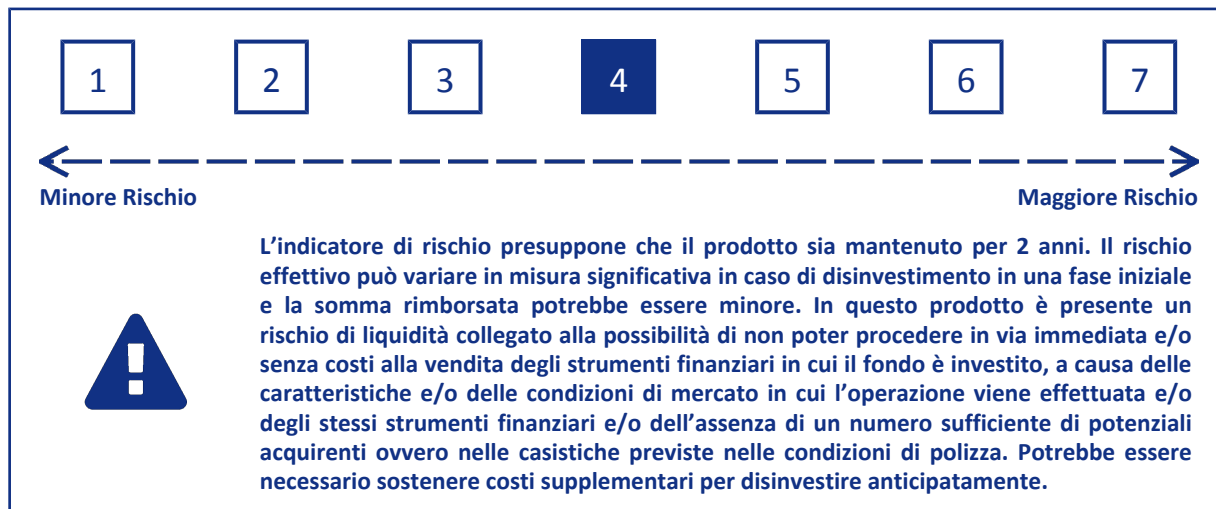 1 2 3 4 5 6 7
Minore Rischio Maggiore Rischio
L’indicatore di rischio presuppone che il prodotto sia mantenuto per 2 anni. Il rischio
effettivo può variare in misura significativa in caso di disinvestimento in una fase iniziale
e la somma rimborsata potrebbe essere minore. In questo prodotto è presente un
rischio di liquidità collegato alla possibilità di non poter procedere in via immediata e/o
senza costi alla vendita degli strumenti finanziari in cui il fondo è investito, a causa delle
caratteristiche e/o delle condizioni di mercato in cui l’operazione viene effettuata e/o
degli stessi strumenti finanziari e/o dell’assenza di un numero sufficiente di potenziali
acquirenti ovvero nelle casistiche previste nelle condizioni di polizza. Potrebbe essere
necessario sostenere costi supplementari per disinvestire anticipatamente.